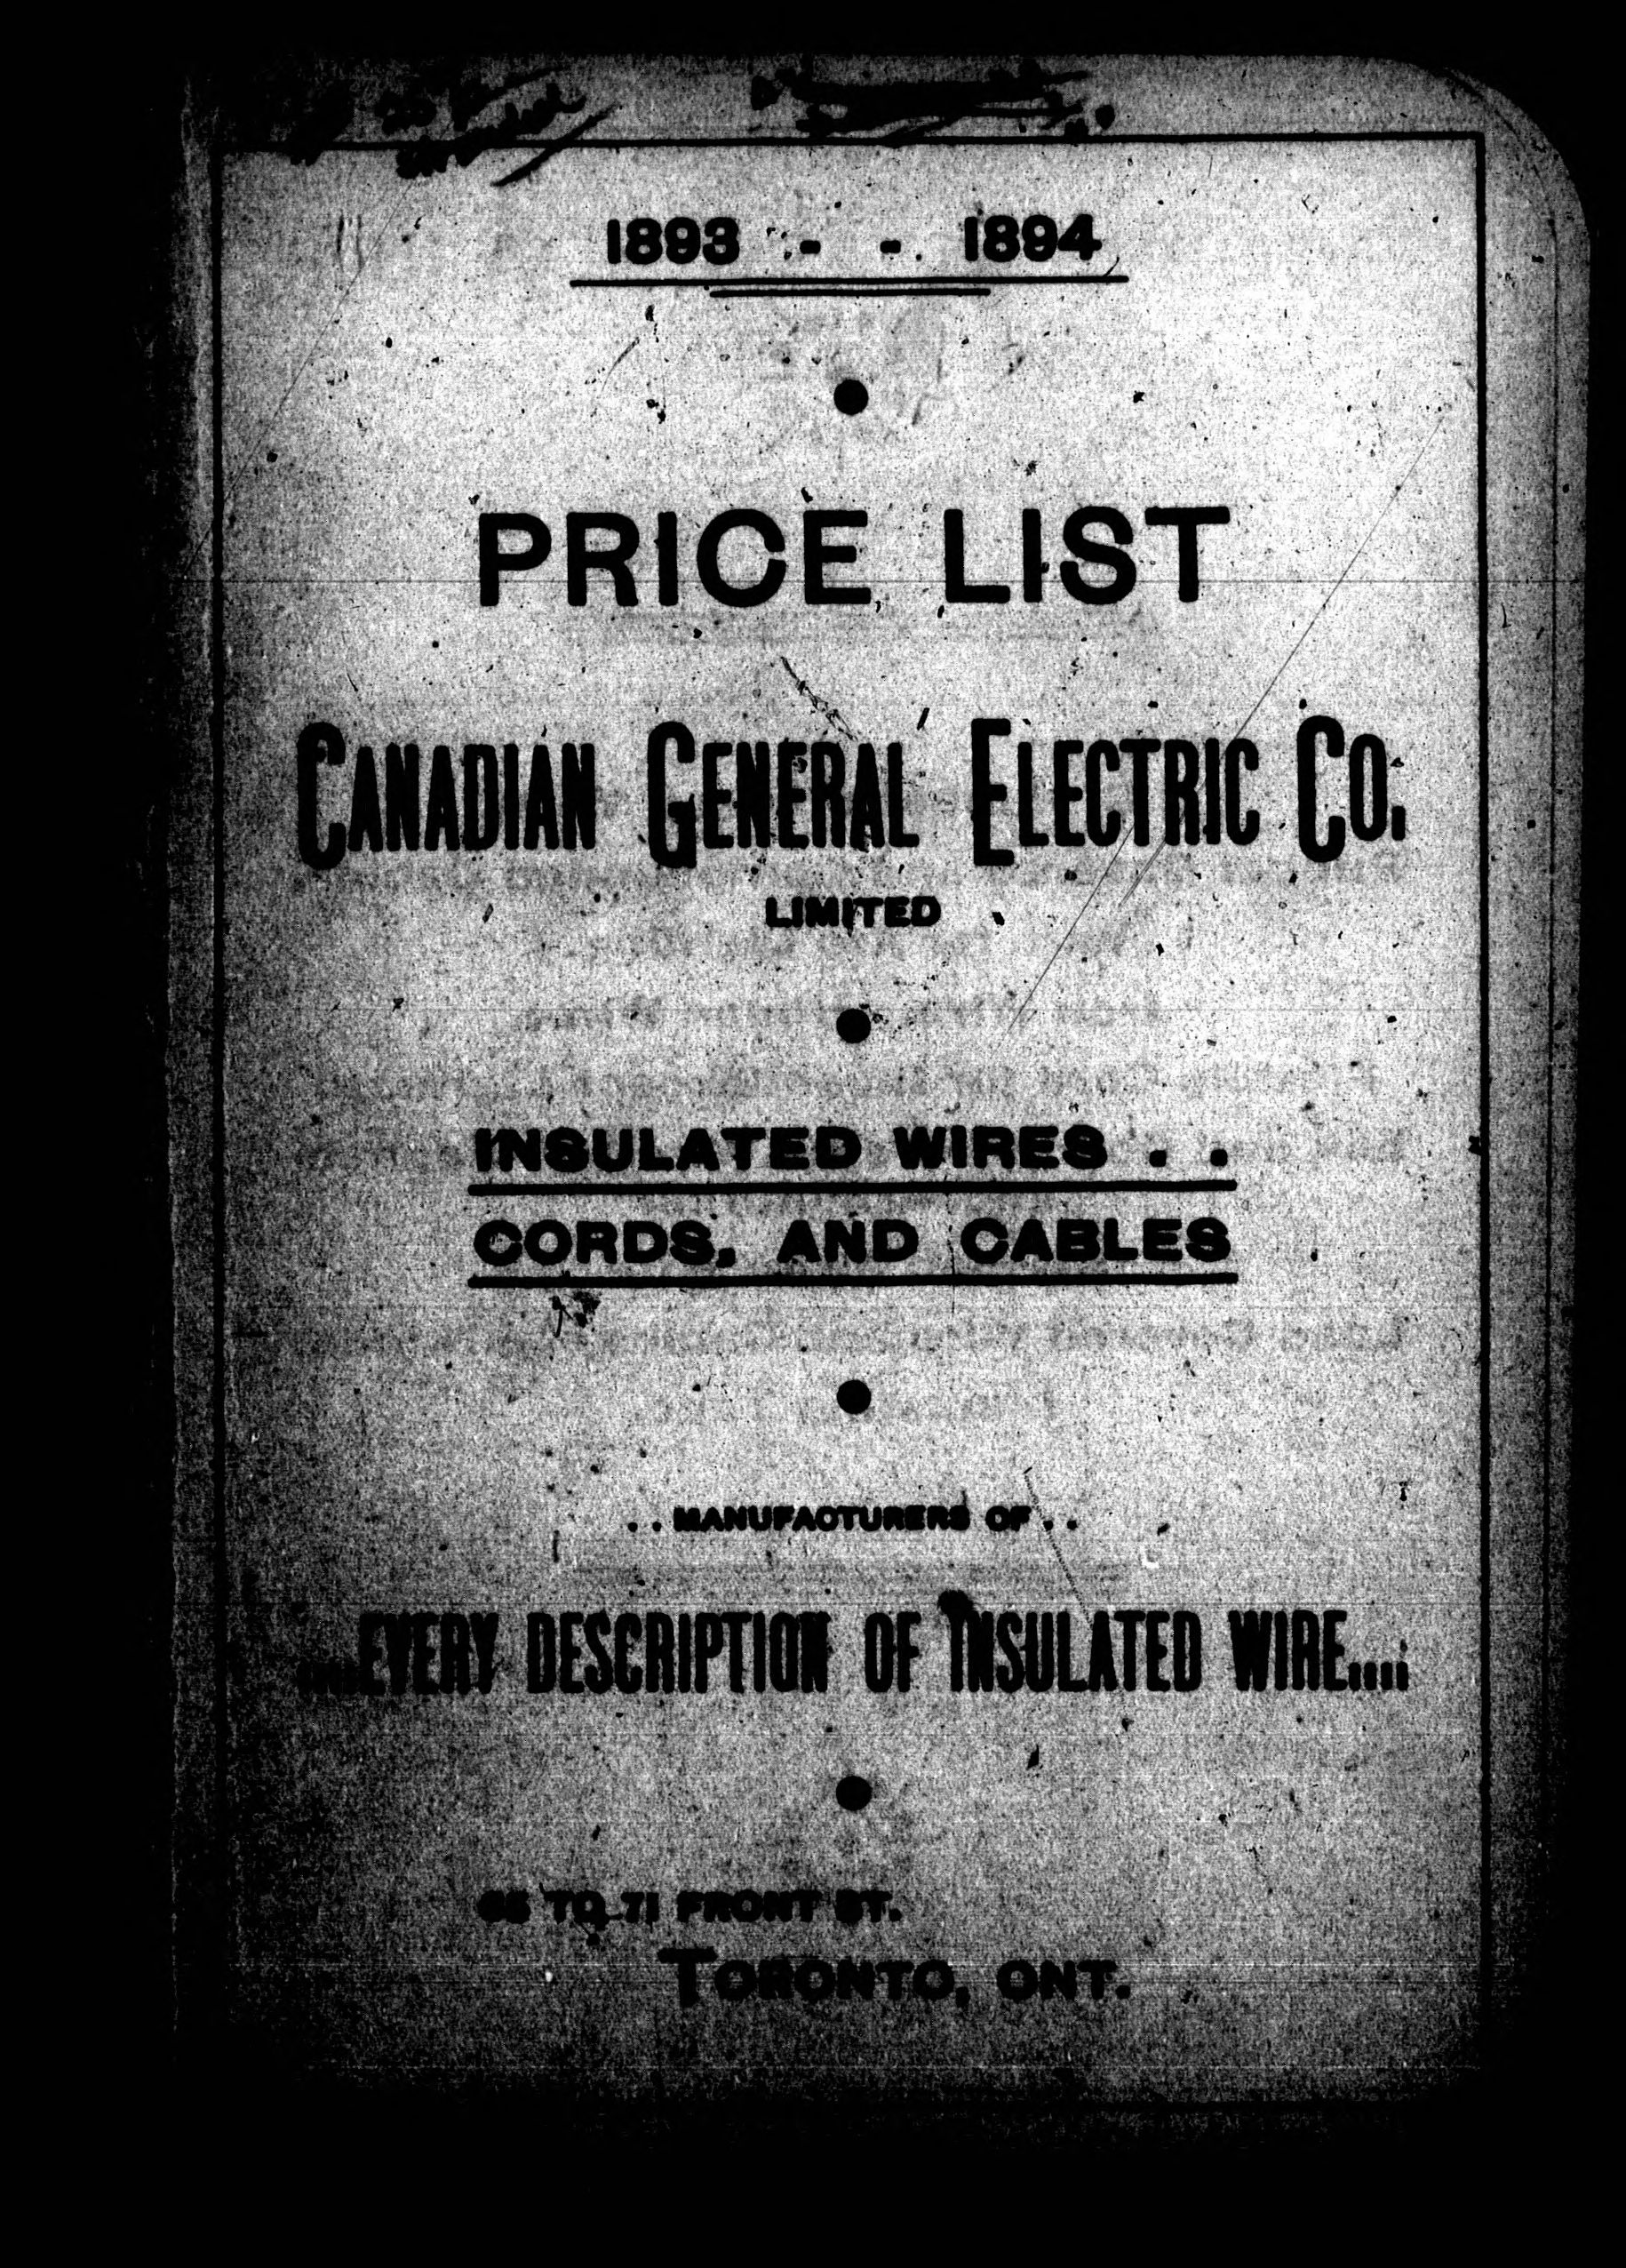 1893 - - 1894
PRICE LIST
CANADIAN GENERAL ELECTRIC CO.
LIMITED
INSULATED WIRES . .
CORDS, AND CABLES
. . MANUFACTURERS OF . .
....EVERY DESCRIPTION OF INSULATED WIRE....
65 TO 71 FRONT ST.
TORONTO, ONT.